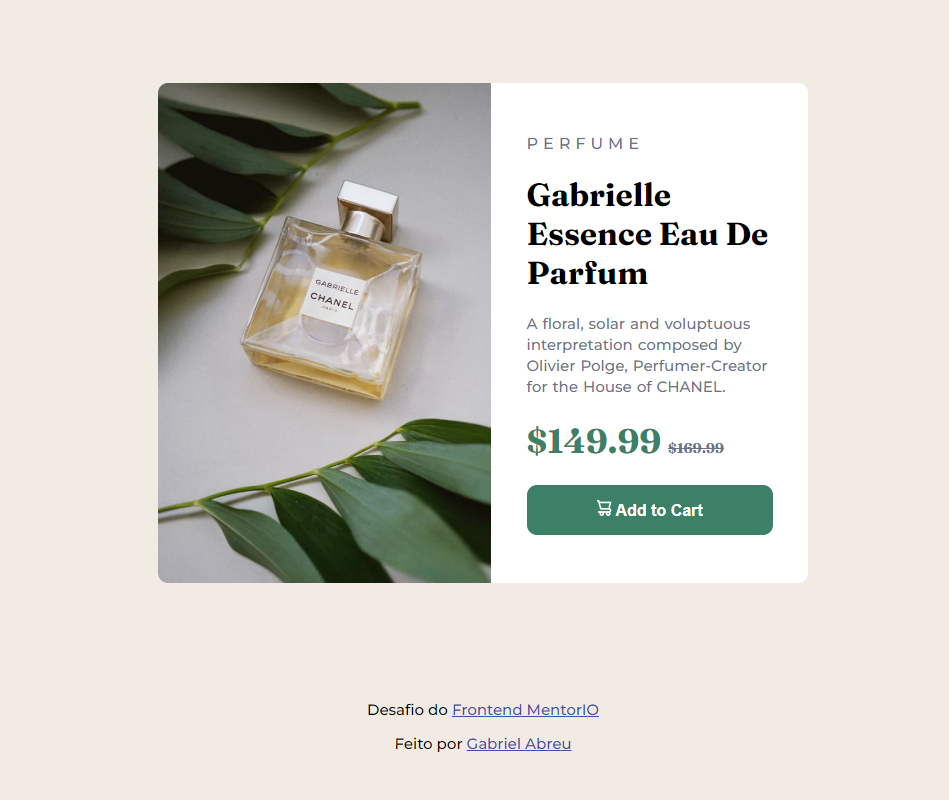 GABRIELLE
CHANEL
PARIS
PERFUME
Gabrielle
Essence Eau De
Parfum
A floral, solar and voluptuous
interpretation composed by
Olivier Polge, Perfumer-Creator
for the House of CHANEL.
$149.99 $169.99
Add to Cart
Desafio do Frontend MentorIO
Feito por Gabriel Abreu